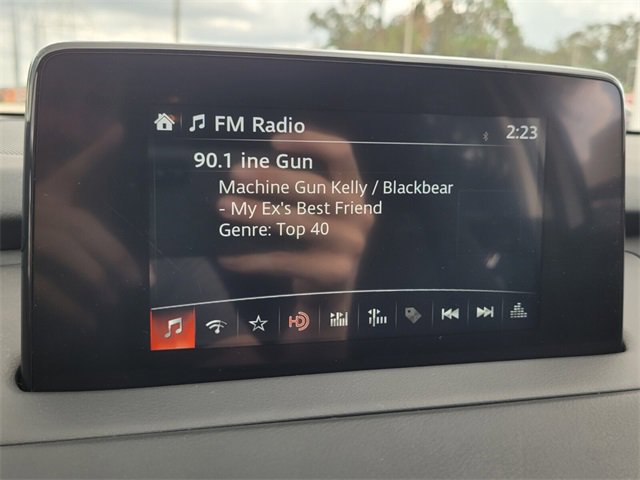 FM Radio 2:23
90.1 ine Gun
Machine Gun Kelly / Blackbear
- My Ex's Best Friend
Genre: Top 40
HD